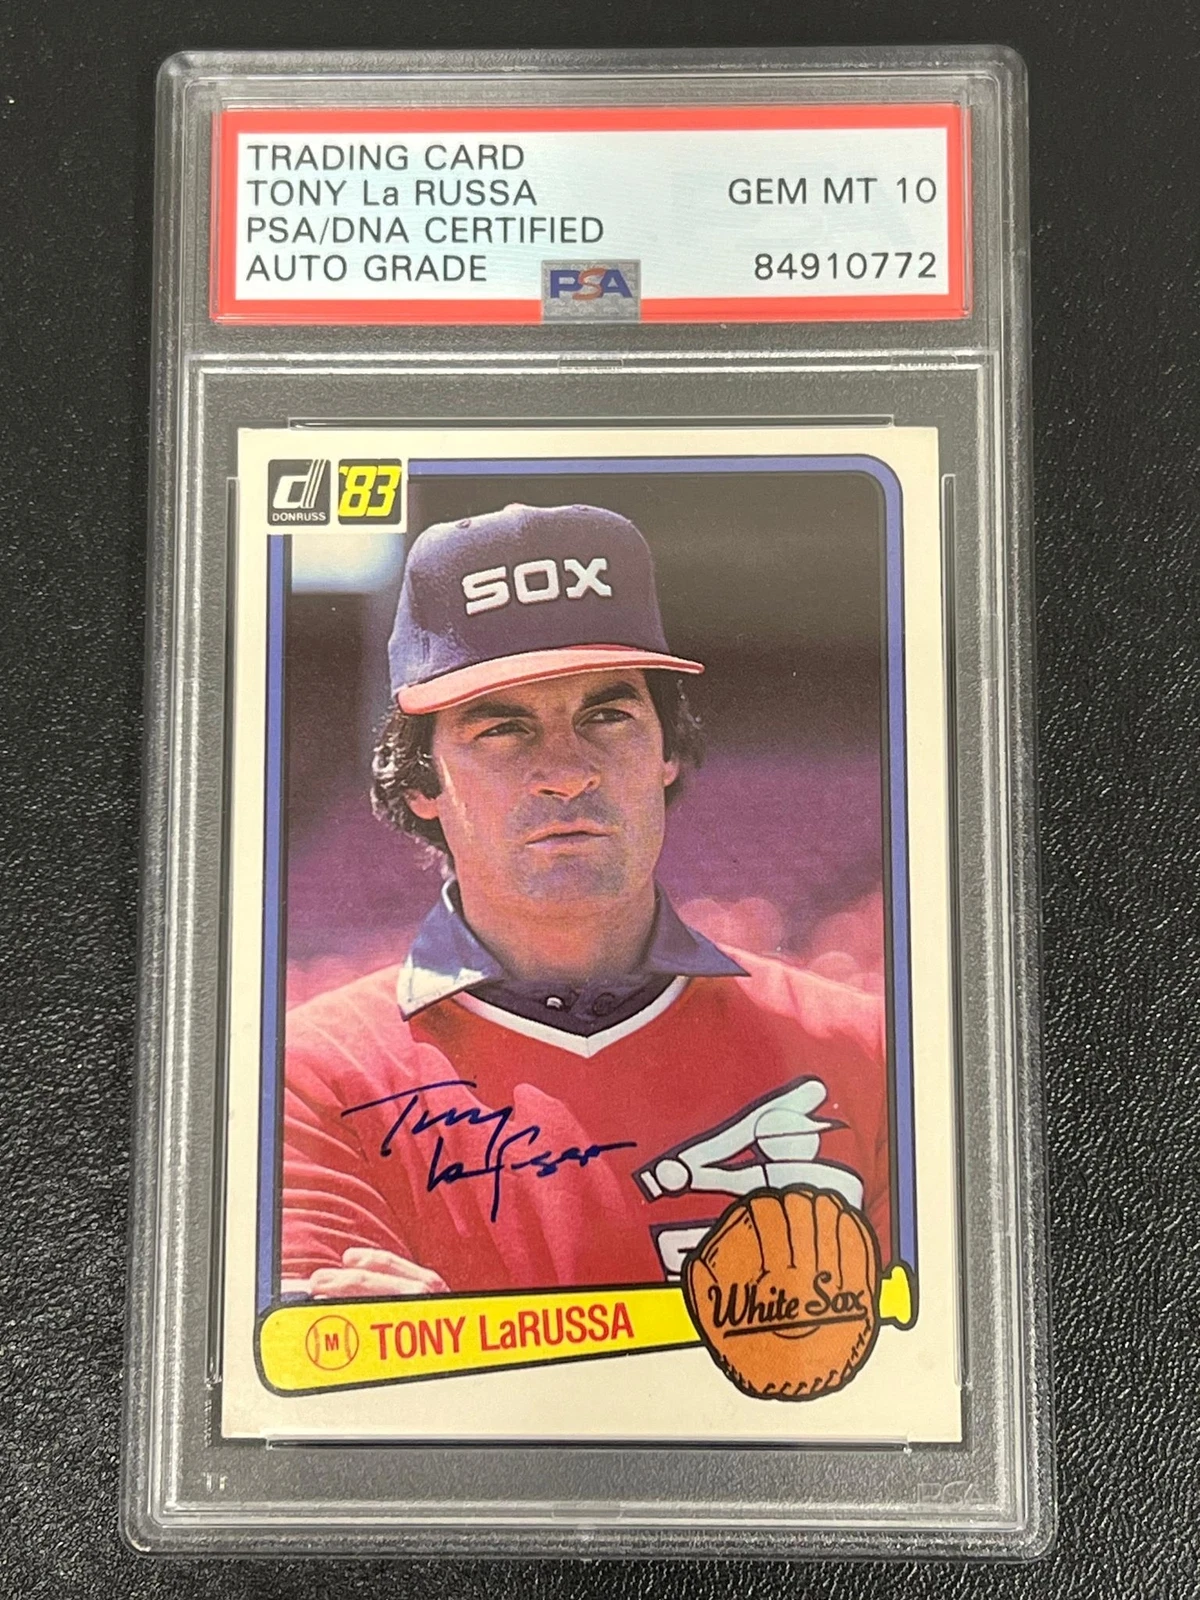 TRADING CARD
TONY La RUSSA
GEM MT 10
PSA/DNA CERTIFIED
AUTO GRADE
84910772
PSA
d '83
DONRUSS
SOX
Tony LaRussa
White Sox
M TONY LaRUSSA
PSA